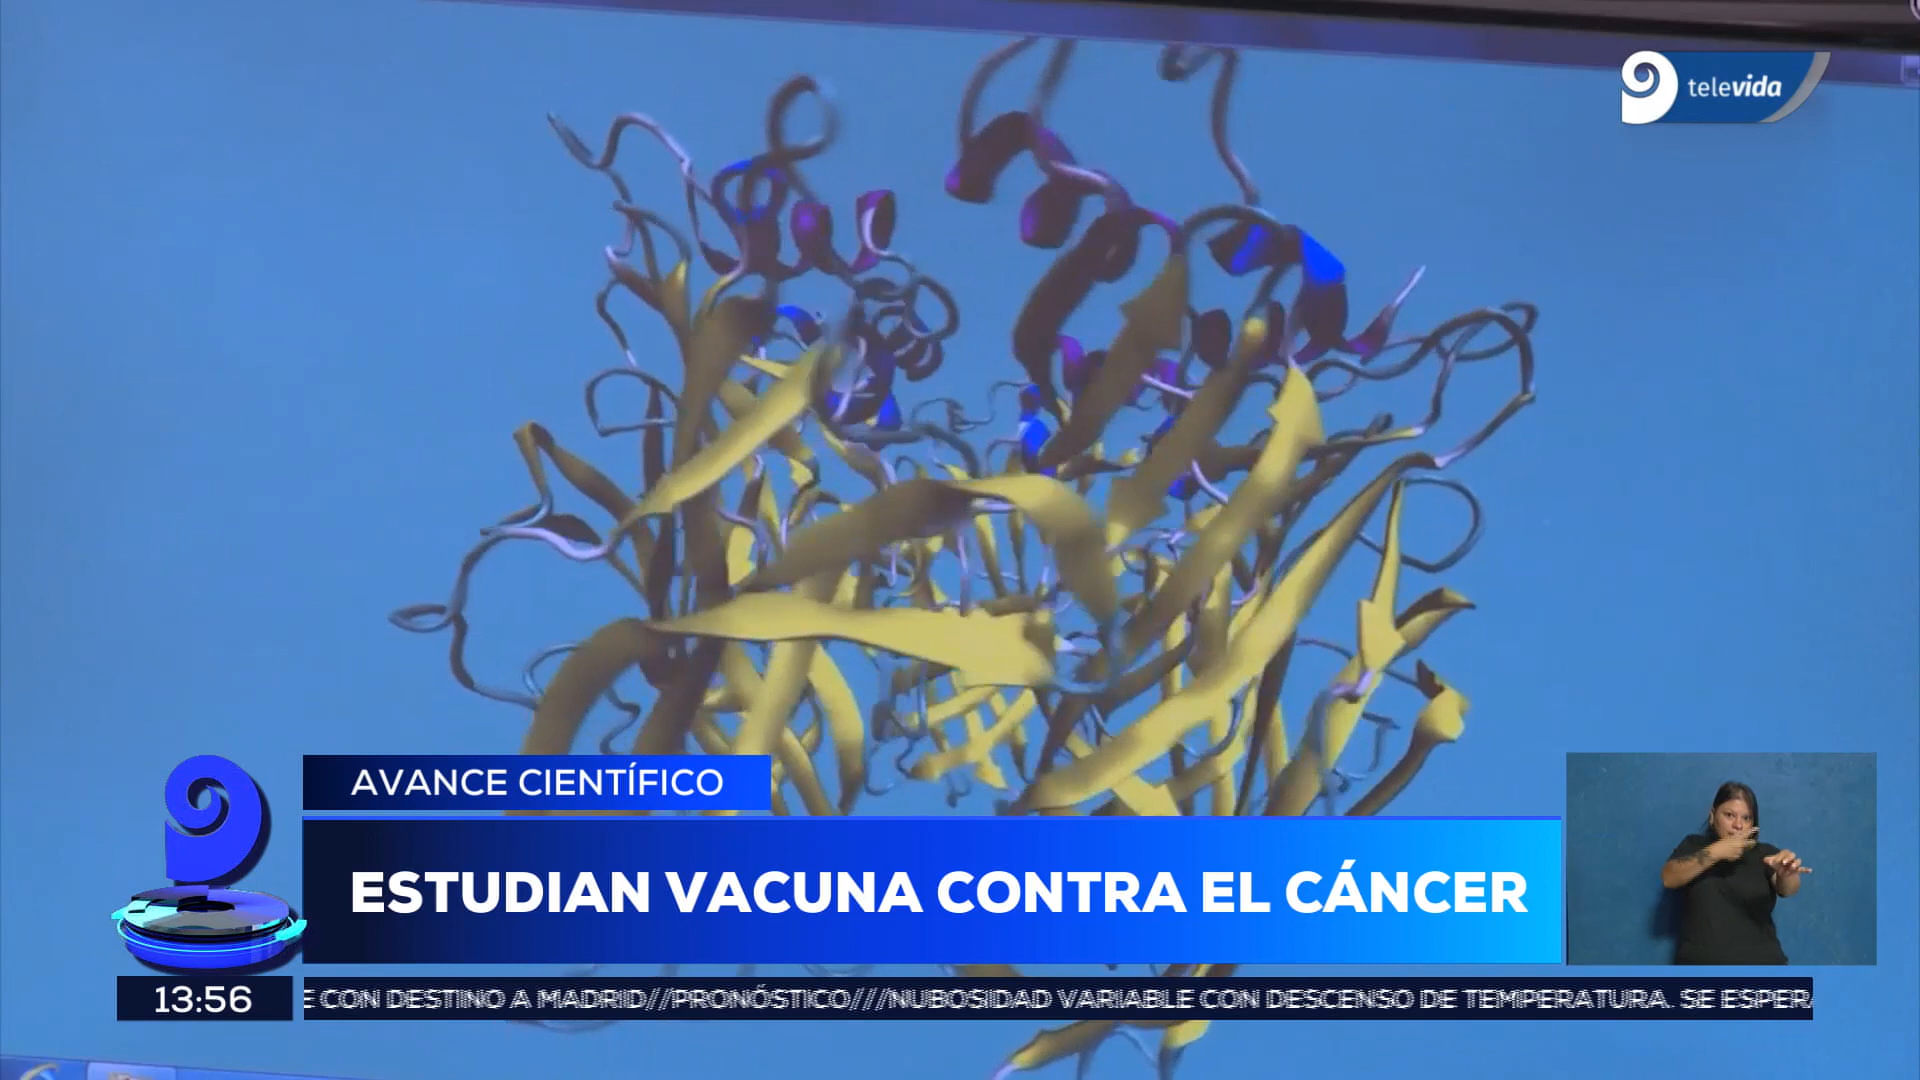 televida
AVANCE CIENTÍFICO
ESTUDIAN VACUNA CONTRA EL CÁNCER
13:56
E CON DESTINO A MADRID//PRONÓSTICO///NUBOSIDAD VARIABLE CON DESCENSO DE TEMPERATURA. SE ESPERA